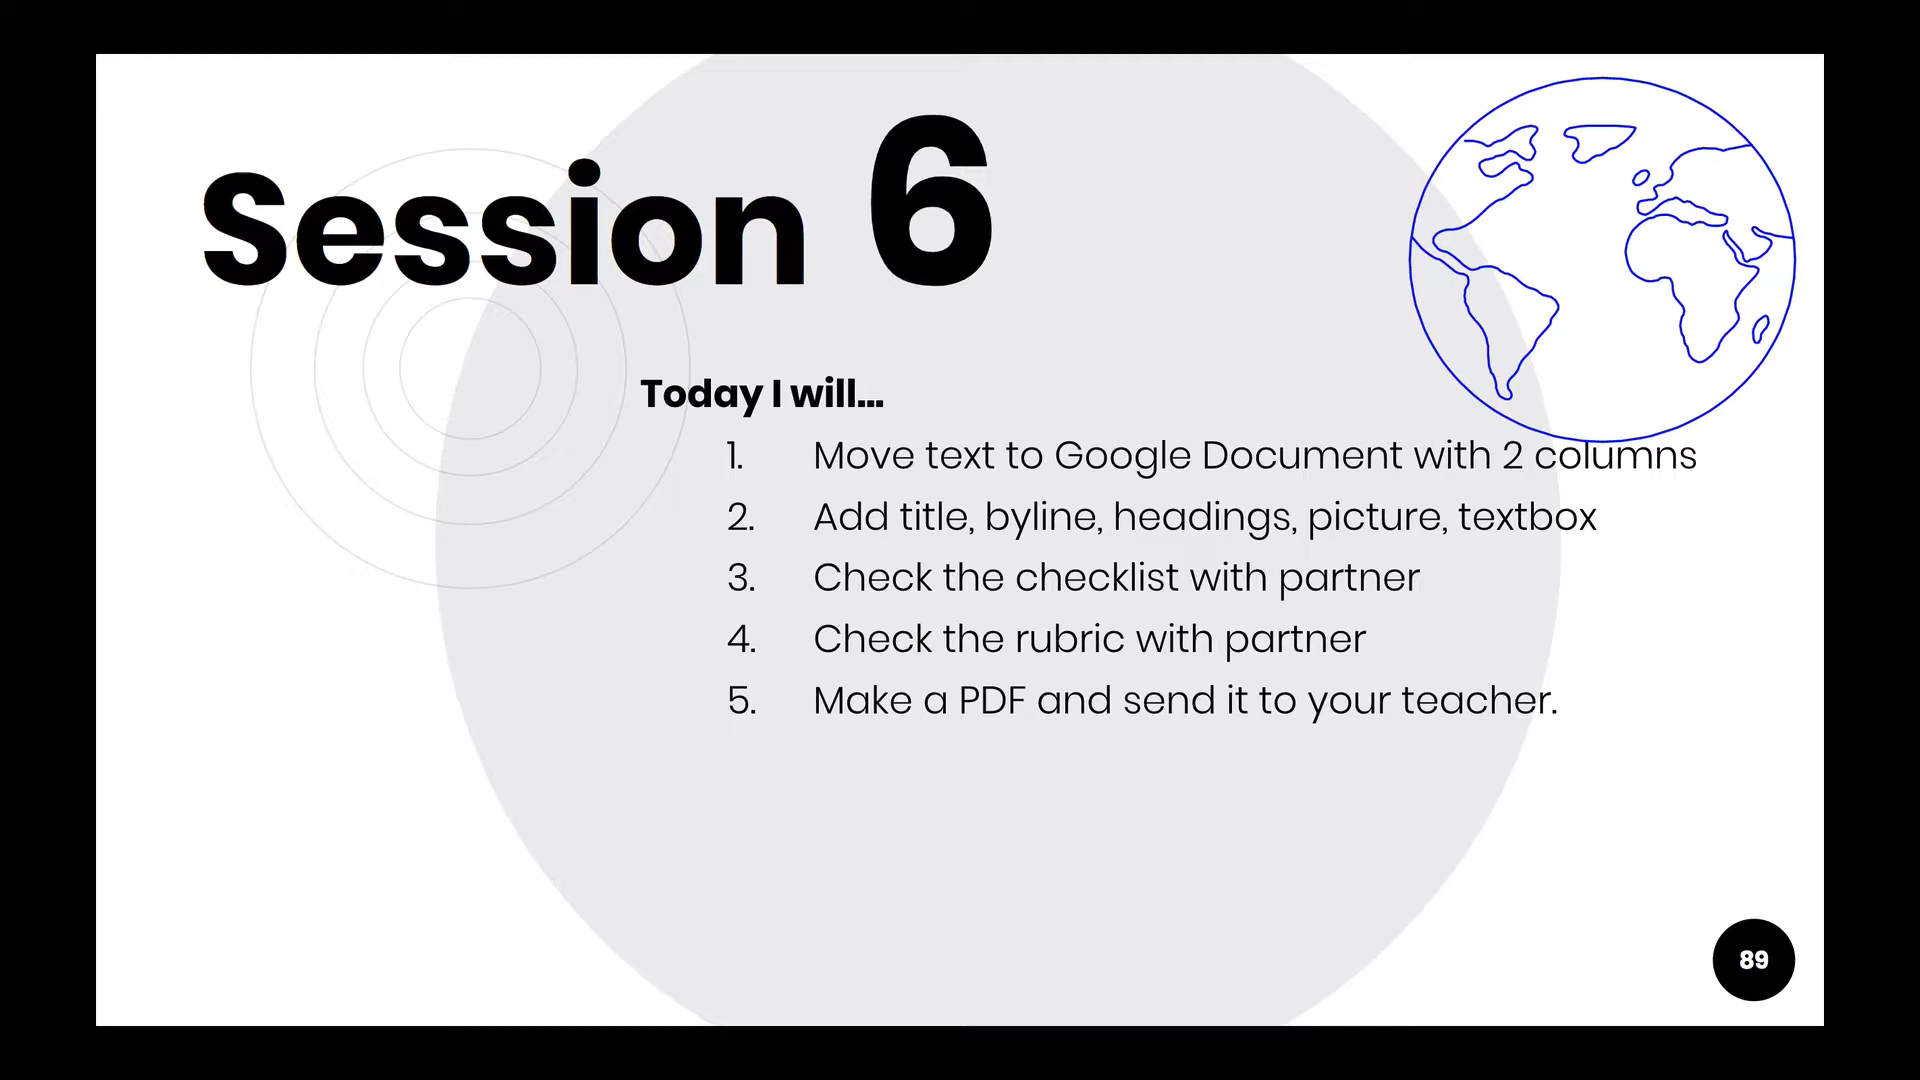 Session 6
Today I will...
1. Move text to Google Document with 2 columns
2. Add title, byline, headings, picture, textbox
3. Check the checklist with partner
4. Check the rubric with partner
5. Make a PDF and send it to your teacher.
89